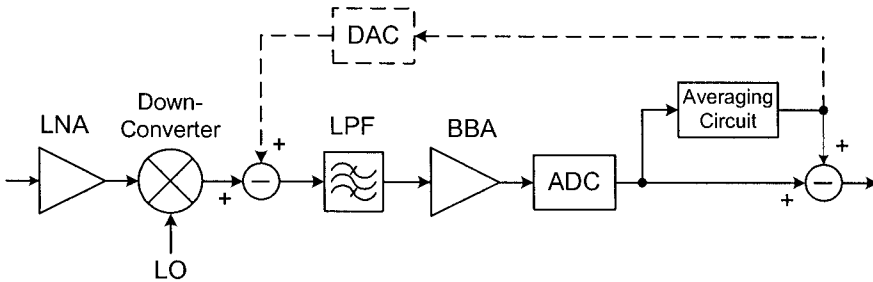 DAC
+
Down-
Converter
LNA
LPF
BBA
Averaging
Circuit
+
−
ADC
−
+
+
LO